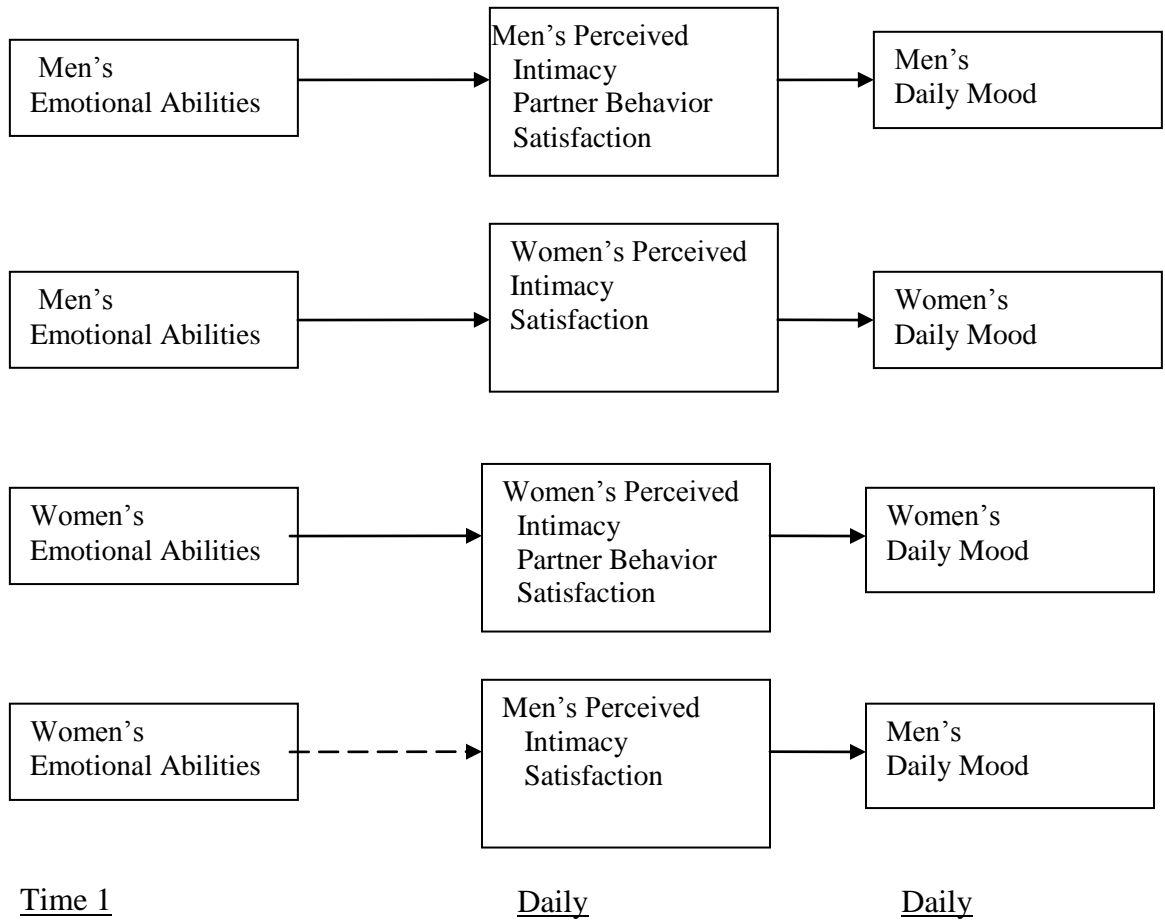 Men's
Emotional Abilities
Men's Perceived
Intimacy
Partner Behavior
Satisfaction
Men's
Daily Mood
Men's
Emotional Abilities
Women's Perceived
Intimacy
Satisfaction
Women's
Daily Mood
Women's
Emotional Abilities
Women's Perceived
Intimacy
Partner Behavior
Satisfaction
Women's
Daily Mood
Women's
Emotional Abilities
Men's Perceived
Intimacy
Satisfaction
Men's
Daily Mood
Time 1
Daily
Daily